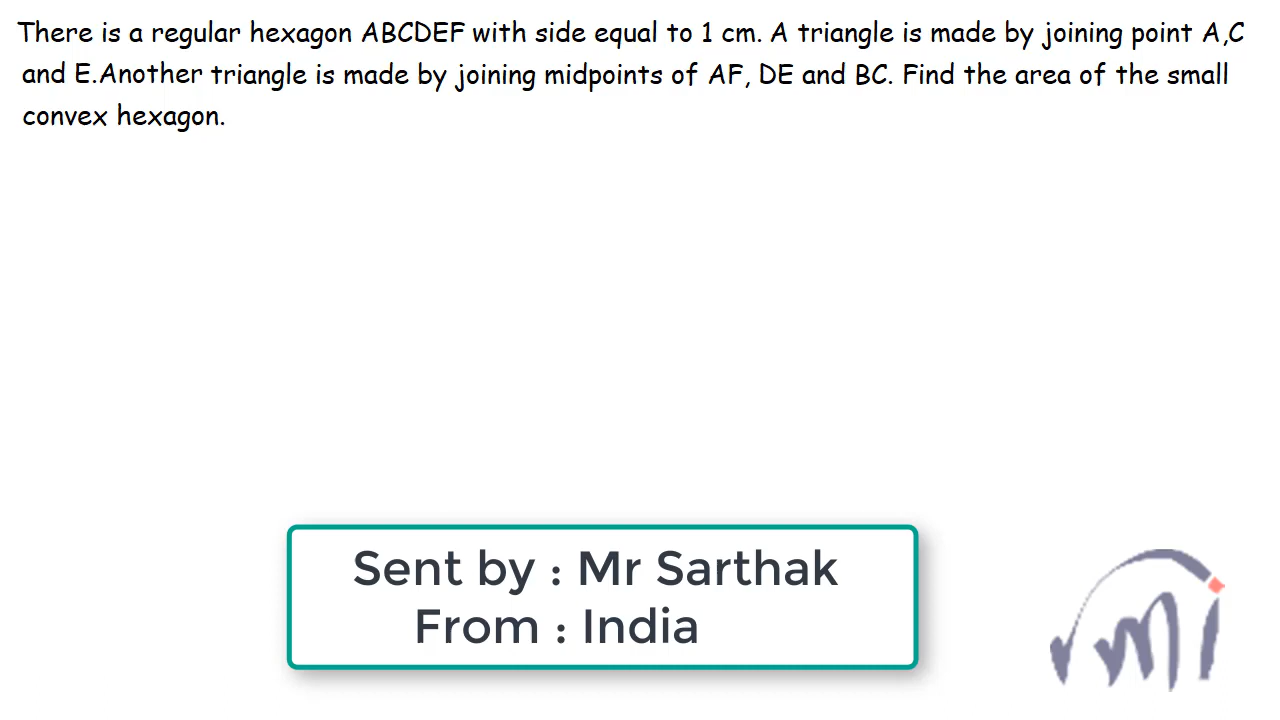 There is a regular hexagon ABCDEF with side equal to 1 cm. A triangle is made by joining point A,C
and E.Another triangle is made by joining midpoints of AF, DE and BC. Find the area of the small
convex hexagon.
Sent by : Mr Sarthak
From : India
rmi